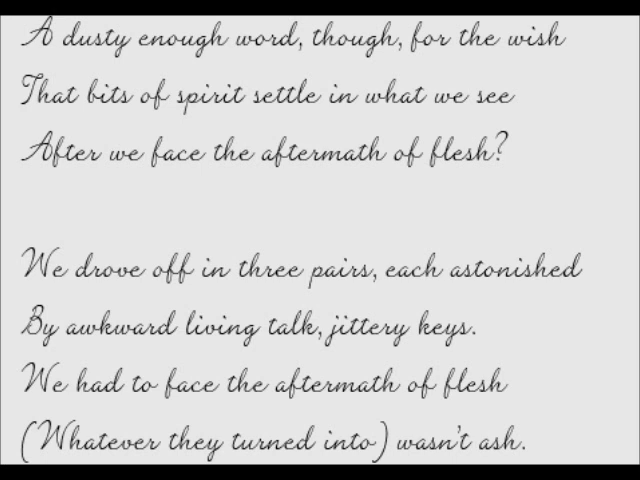 A dusty enough word, though, for the wish
That bits of spirit settle in what we see
After we face the aftermath of flesh?
We drove off in three pairs, each astonished
By awkward living talk, jittery keys.
We had to face the aftermath of flesh
(Whatever they turned into) wasn't ash.